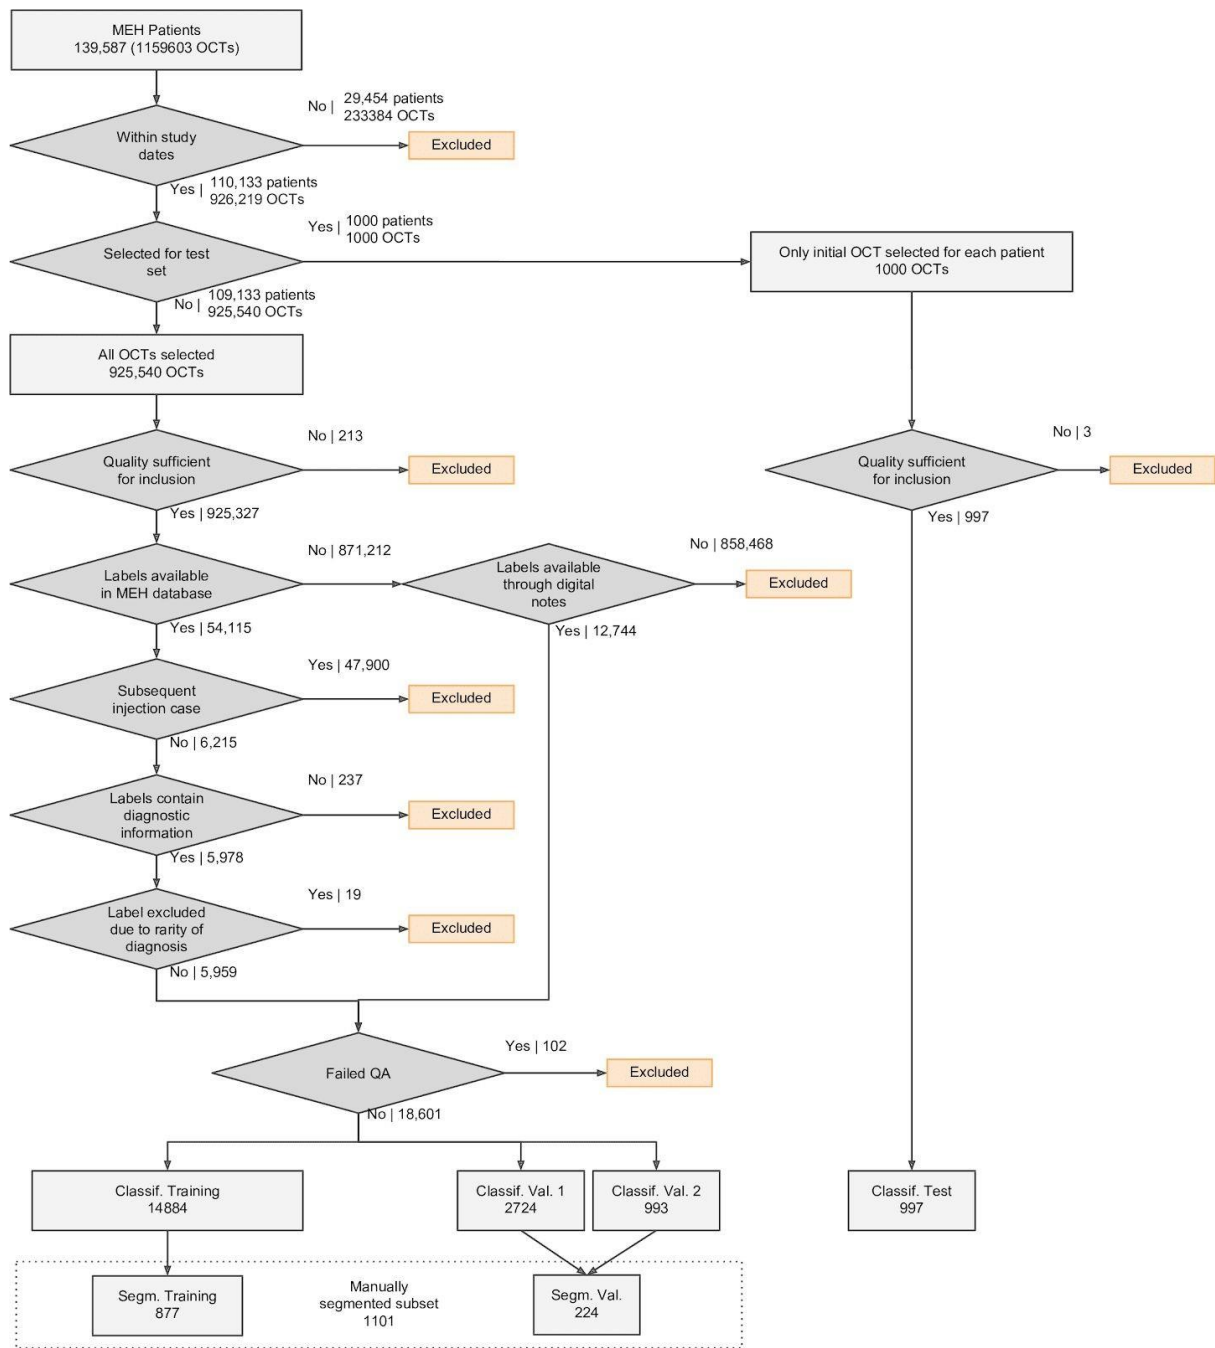 MEH Patients
139,587 (1159603 OCTs)
No | 29,454 patients
233384 OCTs
Within study
dates
Excluded
Yes | 110,133 patients
926,219 OCTs
Yes | 1000 patients
1000 OCTs
Selected for test
set
Only initial OCT selected for each patient
1000 OCTs
No | 109,133 patients
925,540 OCTs
All OCTs selected
925,540 OCTs
No | 213
No | 3
Quality sufficient
for inclusion
Excluded
Quality sufficient
for inclusion
Excluded
Yes | 925,327
Yes | 997
No | 871,212
No | 858,468
Labels available
in MEH database
Labels available
through digital
notes
Excluded
Yes | 54,115
Yes | 12,744
Yes | 47,900
Subsequent
injection case
Excluded
No | 6,215
No | 237
Labels contain
diagnostic
information
Excluded
Yes | 5,978
Yes | 19
Label excluded
due to rarity of
diagnosis
Excluded
No | 5,959
Yes | 102
Failed QA
Excluded
No | 18,601
Classif. Training
14884
Classif. Val. 1
2724
Classif. Val. 2
993
Classif. Test
997
Segm. Training
877
Manually
segmented subset
1101
Segm. Val.
224